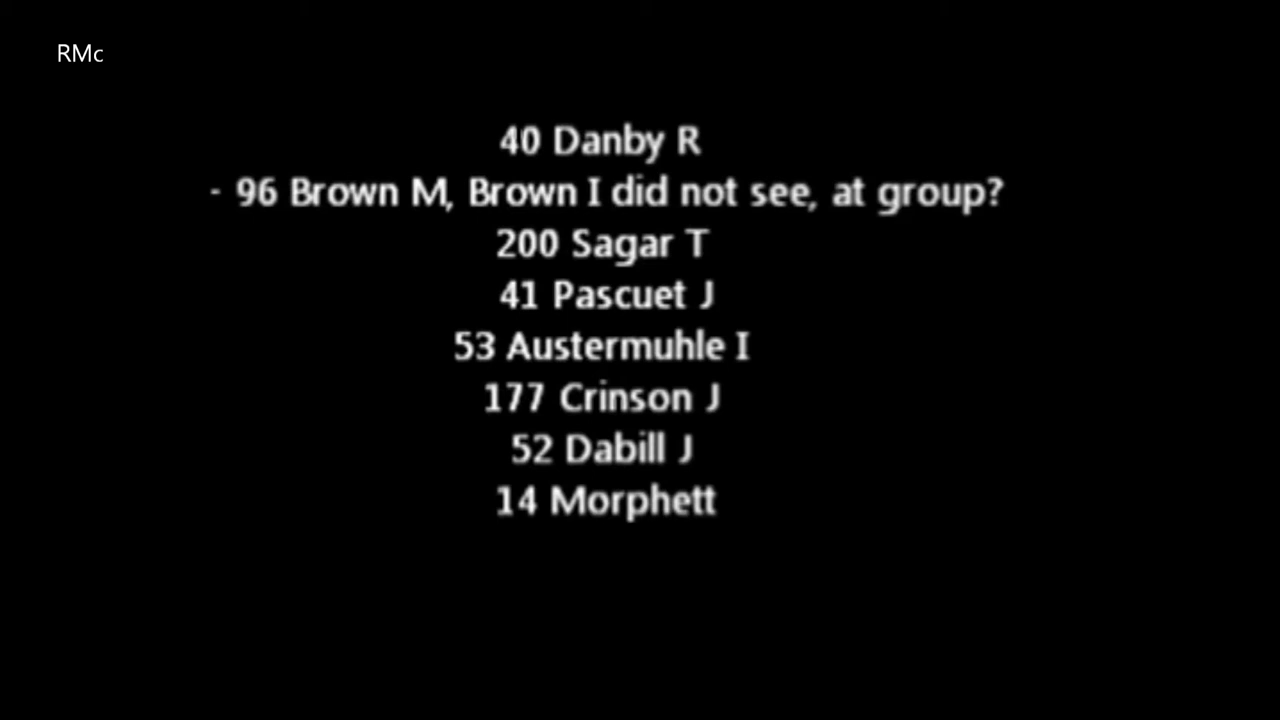 RMc
40 Danby R
- 96 Brown M, Brown I did not see, at group?
200 Sagar T
41 Pascuet J
53 Austermuhle I
177 Crinson J
52 Dabill J
14 Morphett